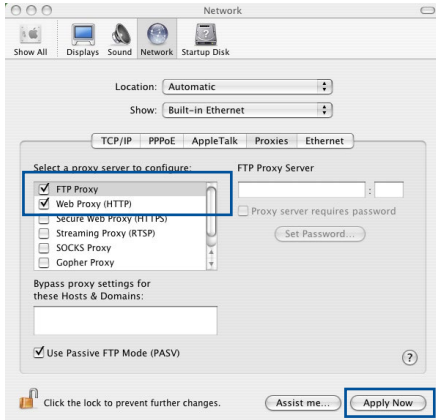 Network
Show All Displays Sound Network Startup Disk
Location: Automatic
Show: Built-in Ethernet
TCP/IP PPPoE AppleTalk Proxies Ethernet
Select a proxy server to configure: FTP Proxy Server
FTP Proxy :
Web Proxy (HTTP) Proxy server requires password
Secure Web Proxy (HTTPS)
Streaming Proxy (RTSP) Set Password...
SOCKS Proxy
Gopher Proxy
Bypass proxy settings for
these Hosts & Domains:
Use Passive FTP Mode (PASV) ?
Click the lock to prevent further changes. Assist me... Apply Now